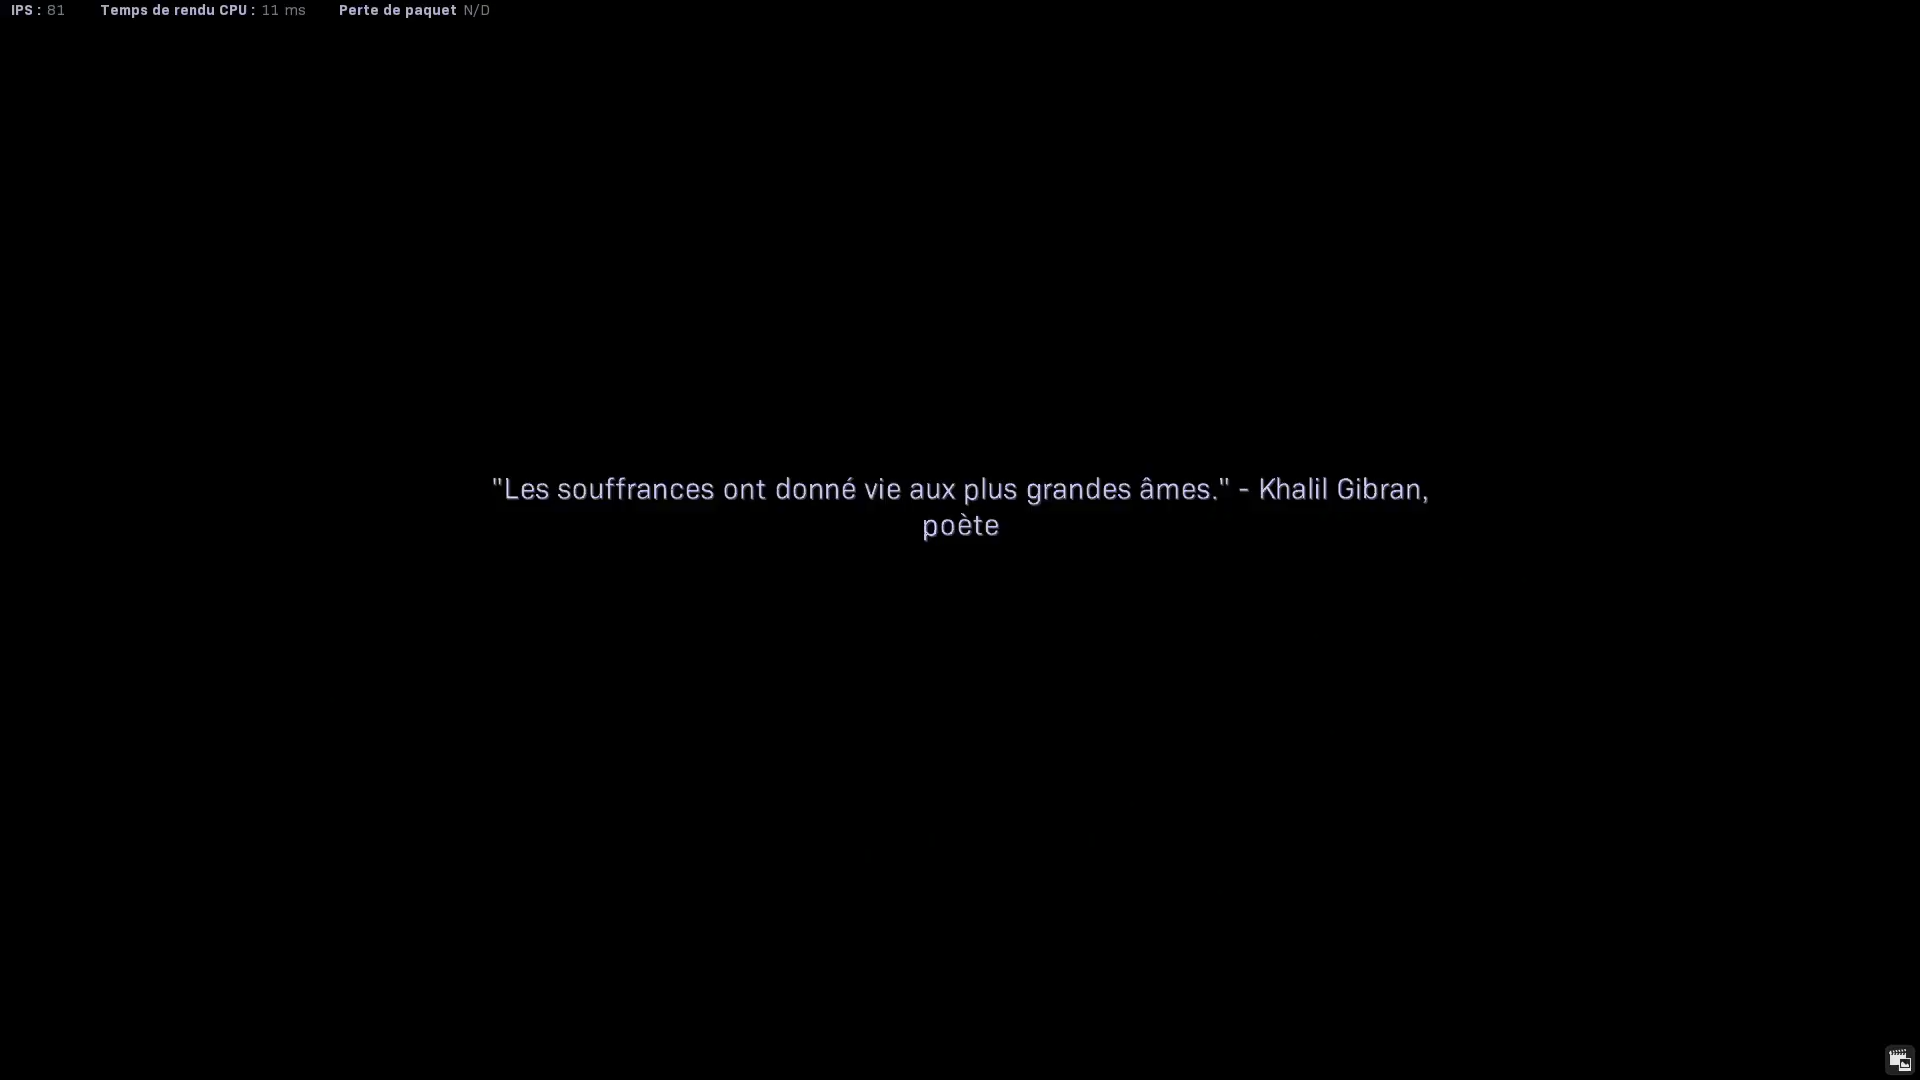 IPS : 81 Temps de rendu CPU : 11 ms Perte de paquet N/D
"Les souffrances ont donné vie aux plus grandes âmes." - Khalil Gibran,
poète